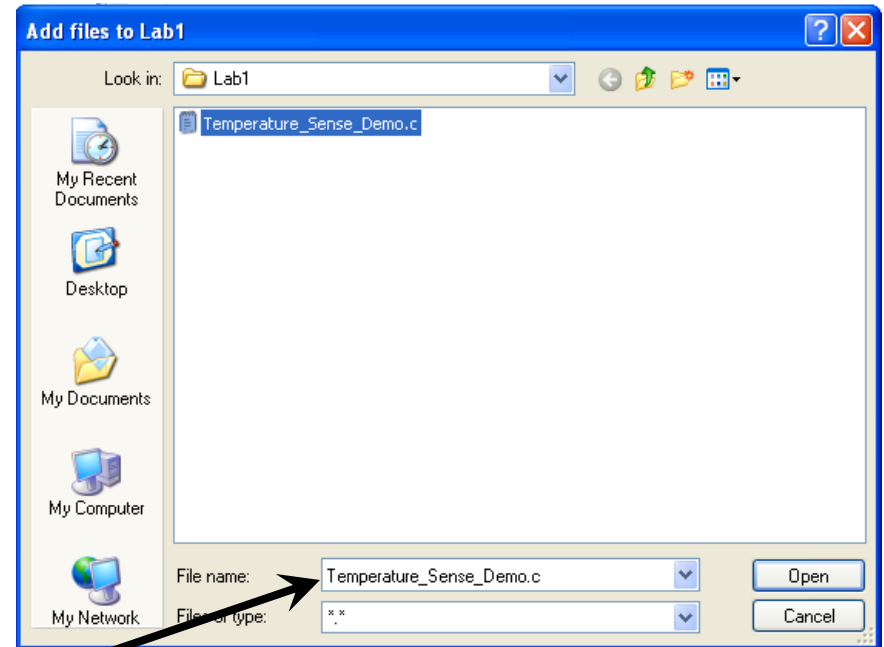 Add files to Lab1
Look in: Lab1
Temperature_Sense_Demo.c
My Recent
Documents
Desktop
My Documents
My Computer
My Network
File name: Temperature_Sense_Demo.c Open
Files of type: *.* Cancel